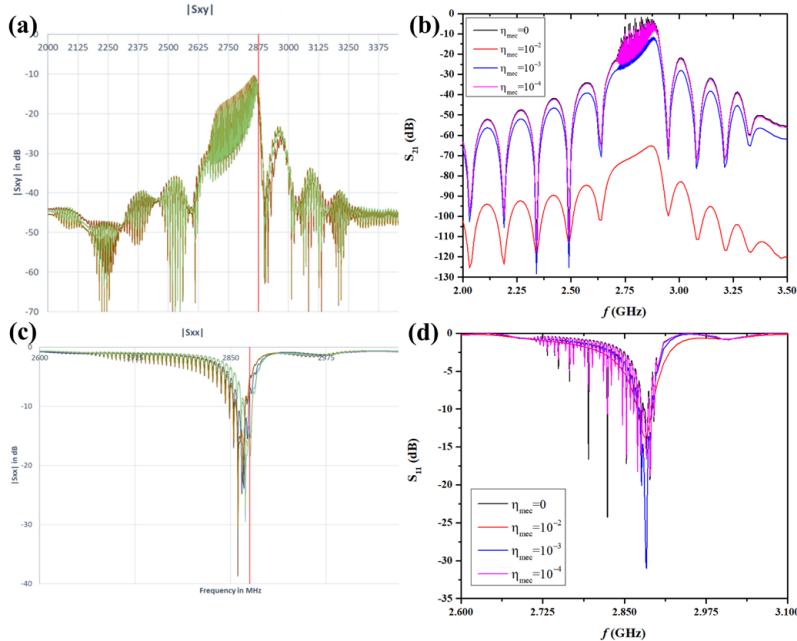 (a)
|Sxy|
2000 2125 2250 2375 2500 2625 2750 2875 3000 3125 3250 3375 3475
0
-10
-20
-30
-40
-50
-60
-70
|Sxy| in dB
(b)
0
-10
-20
-30
-40
-50
-60
-70
-80
-90
-100
-110
-120
-130
S21 (dB)
ηmec=0
ηmec=10⁻²
ηmec=10⁻³
ηmec=10⁻⁴
2.00 2.25 2.50 2.75 3.00 3.25 3.50
f (GHz)
(c)
|Sxx|
0
2600 2850 2975
-10
-20
-30
-40
|Sxx| in dB
Frequency in MHz
(d)
0
-5
-10
-15
-20
-25
-30
-35
S11 (dB)
ηmec=0
ηmec=10⁻²
ηmec=10⁻³
ηmec=10⁻⁴
2.600 2.725 2.850 2.975 3.100
f (GHz)